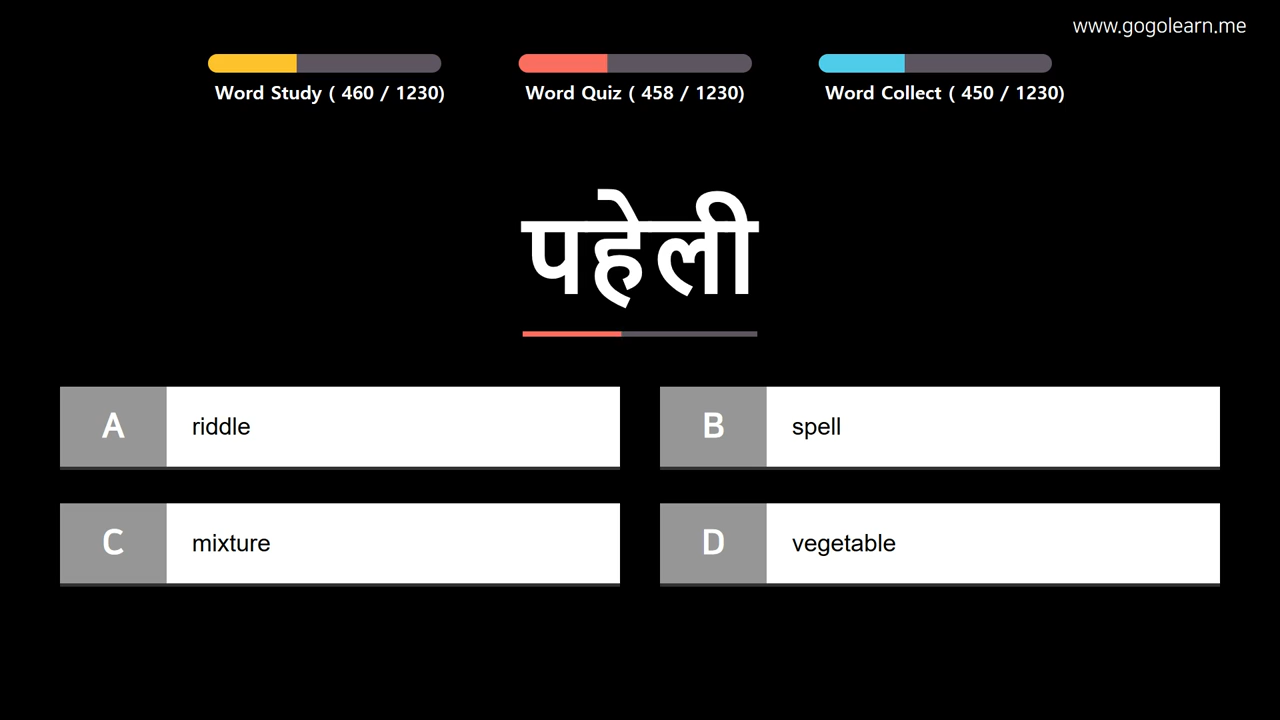 www.gogolearn.me
Word Study ( 460 / 1230)
Word Quiz ( 458 / 1230)
Word Collect ( 450 / 1230)
पहेली
A riddle
B spell
C mixture
D vegetable